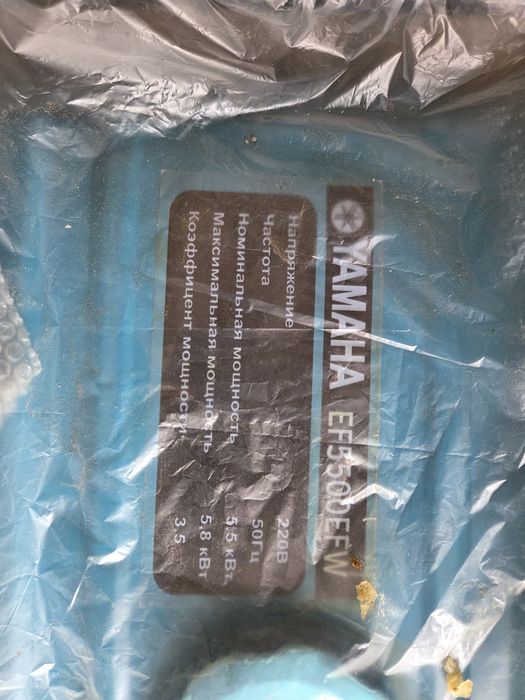 YAMAHA EF5500EFW
Напряжение 220В
Частота 50Гц
Номинальная мощность 5,5 кВт.
Максимальная мощность 5,8 кВт
Коэффицент мощности 3,5